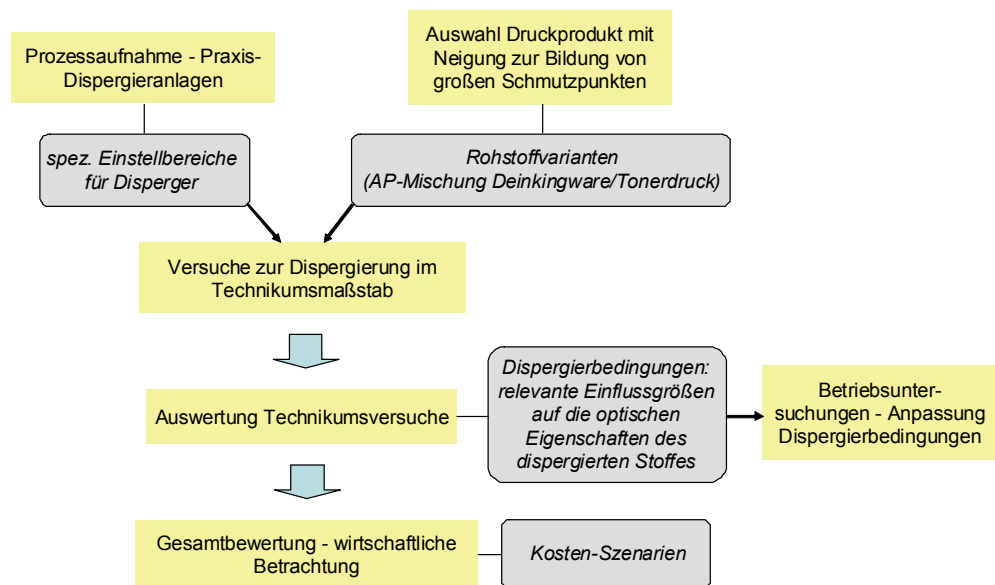 Prozessaufnahme - Praxis-
Dispergieranlagen
Auswahl Druckprodukt mit
Neigung zur Bildung von
großen Schmutzpunkten
spez. Einstellbereiche
für Disperger
Rohstoffvarianten
(AP-Mischung Deinkingware/Tonerdruck)
Versuche zur Dispergierung im
Technikumsmaßstab
Auswertung Technikumsversuche
Dispergierbedingungen:
relevante Einflussgrößen
auf die optischen
Eigenschaften des
dispergierten Stoffes
Betriebsunter-
suchungen - Anpassung
Dispergierbedingungen
Gesamtbewertung - wirtschaftliche
Betrachtung
Kosten-Szenarien